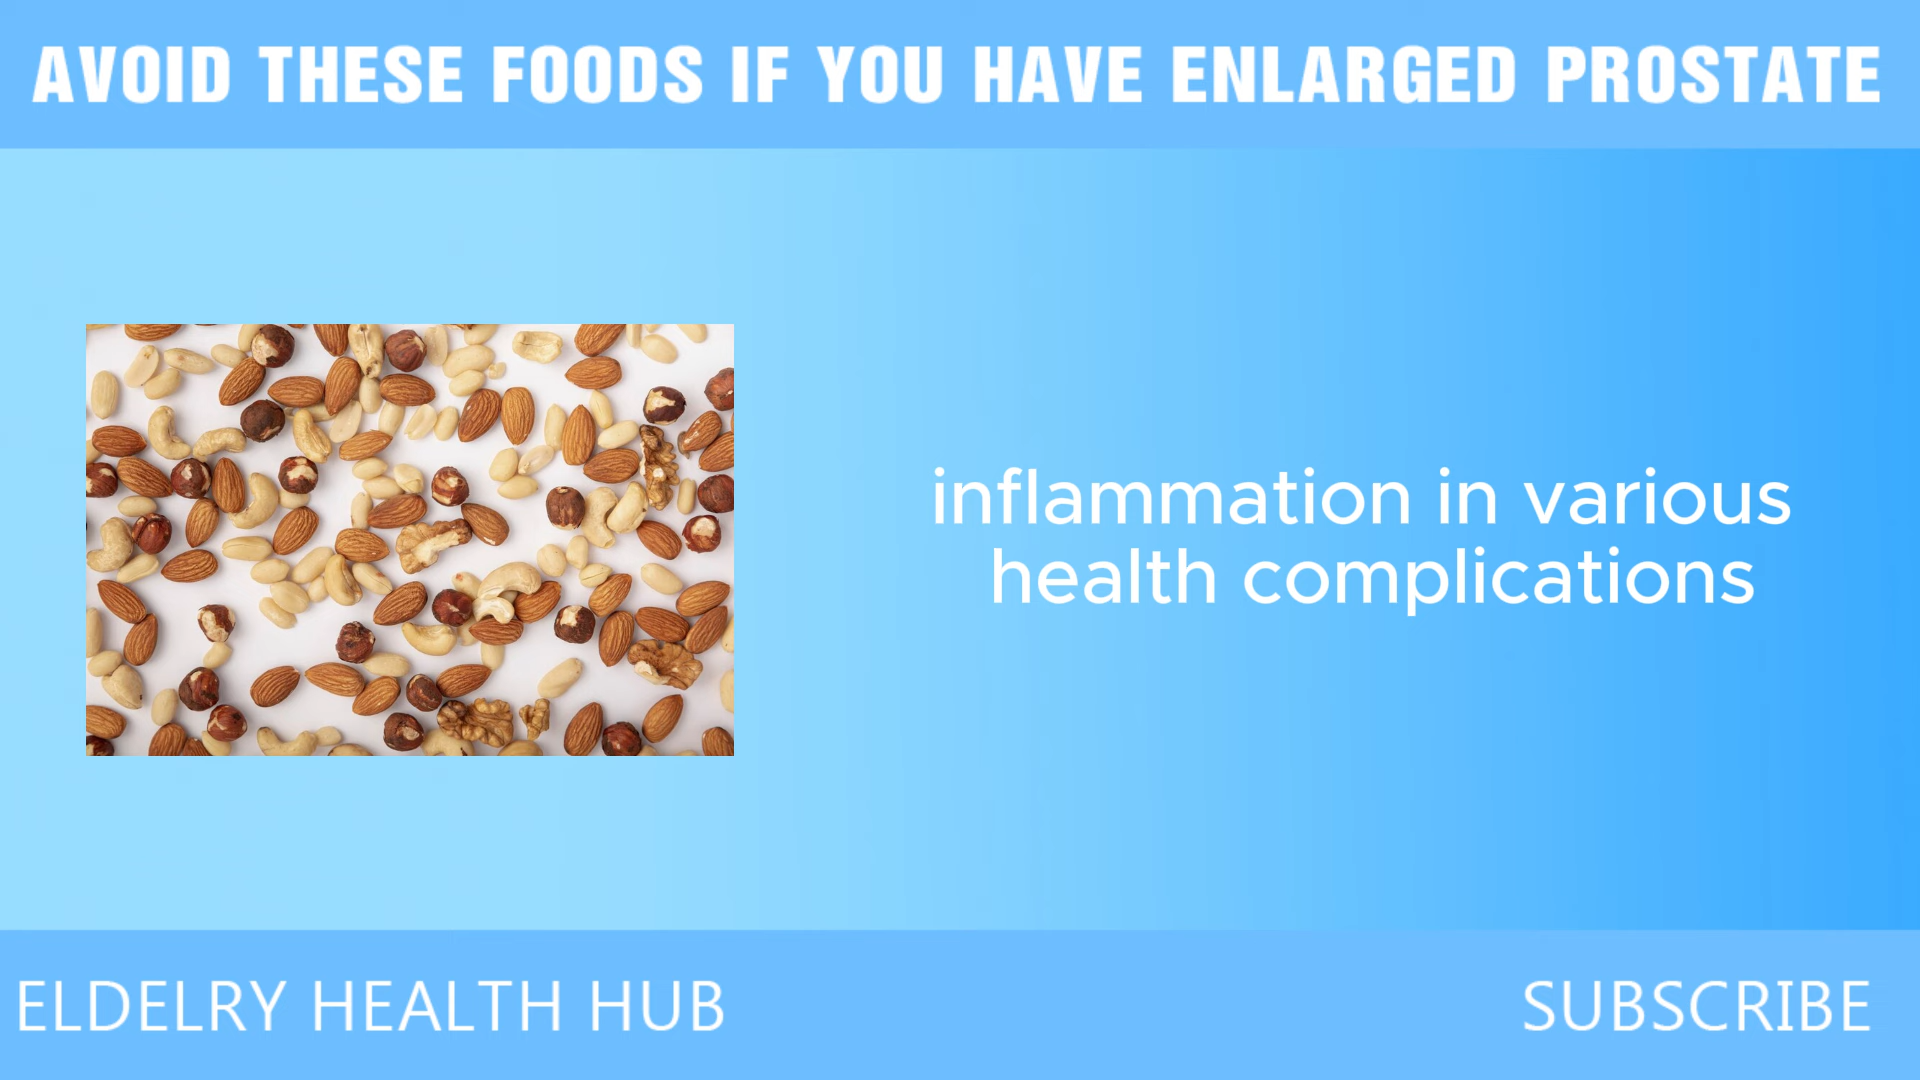 AVOID THESE FOODS IF YOU HAVE ENLARGED PROSTATE
inflammation in various
health complications
ELDELRY HEALTH HUB
SUBSCRIBE